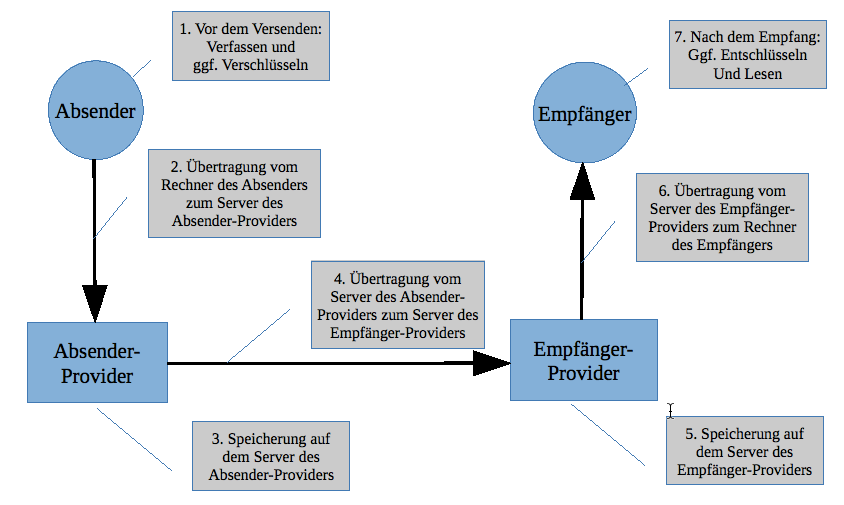 1. Vor dem Versenden:
Verfassen und
ggf. Verschlüsseln
Absender
2. Übertragung vom
Rechner des Absenders
zum Server des
Absender-Providers
Absender-
Provider
3. Speicherung auf
dem Server des
Absender-Providers
4. Übertragung vom
Server des Absender-
Providers zum Server des
Empfänger-Providers
Empfänger-
Provider
5. Speicherung auf
dem Server des
Empfänger-Providers
6. Übertragung vom
Server des Empfänger-
Providers zum Rechner
des Empfängers
Empfänger
7. Nach dem Empfang:
Ggf. Entschlüsseln
Und Lesen